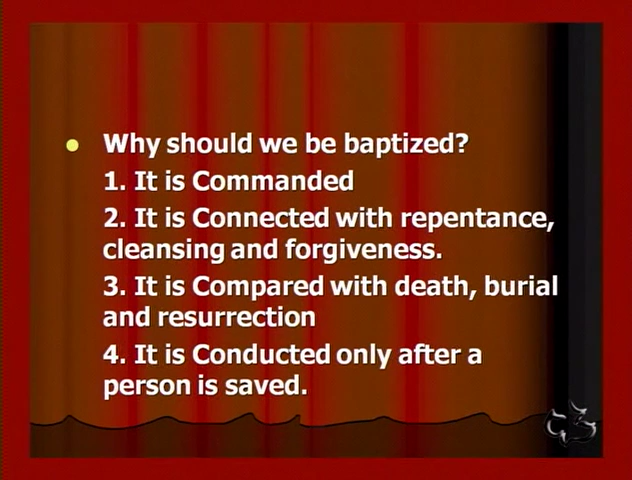 Why should we be baptized?
1. It is Commanded
2. It is Connected with repentance,
cleansing and forgiveness.
3. It is Compared with death, burial
and resurrection
4. It is Conducted only after a
person is saved.